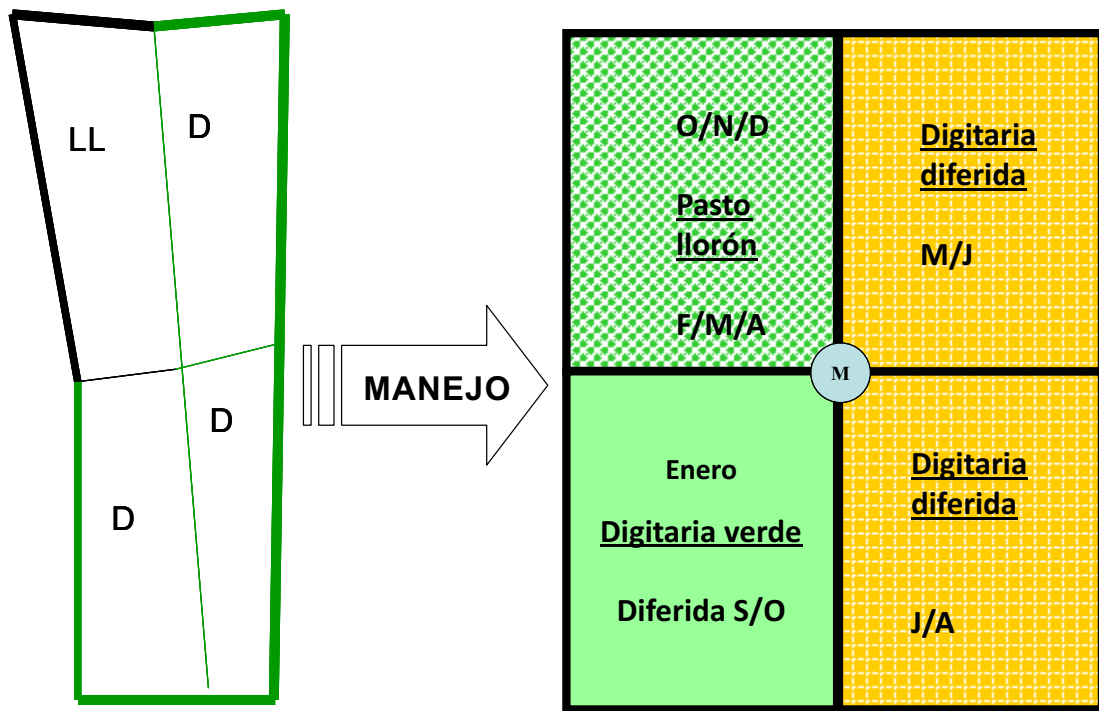 LL
D
D
D
MANEJO
O/N/D
Pasto
llorón
F/M/A
Digitaria
diferida
M/J
M
Enero
Digitaria verde
Diferida S/O
Digitaria
diferida
J/A